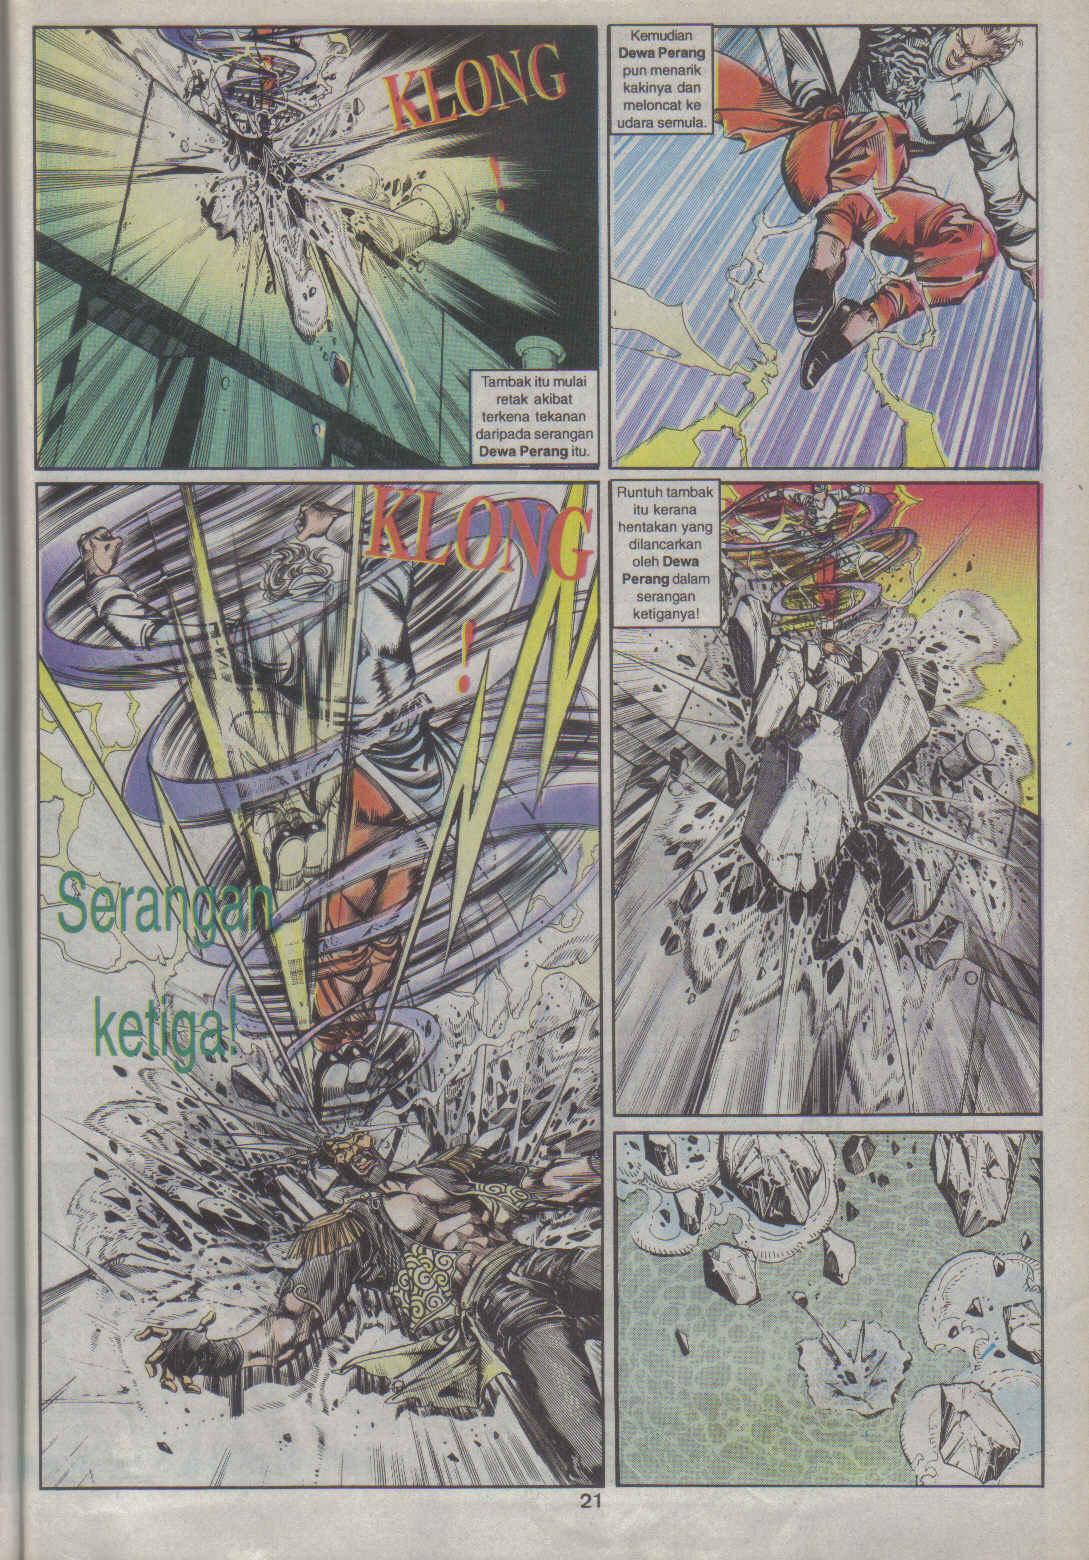 KLONG
!
Tambak itu mulai
retak akibat
terkena tekanan
daripada serangan
Dewa Perang itu.
Kemudian
Dewa Perang
pun menarik
kakinya dan
meloncat ke
udara semula.
KLONG
!
Serangan
ketiga!
Runtuh tambak
itu kerana
hentakan yang
dilancarkan
oleh Dewa
Perang dalam
serangan
ketiganya!
21